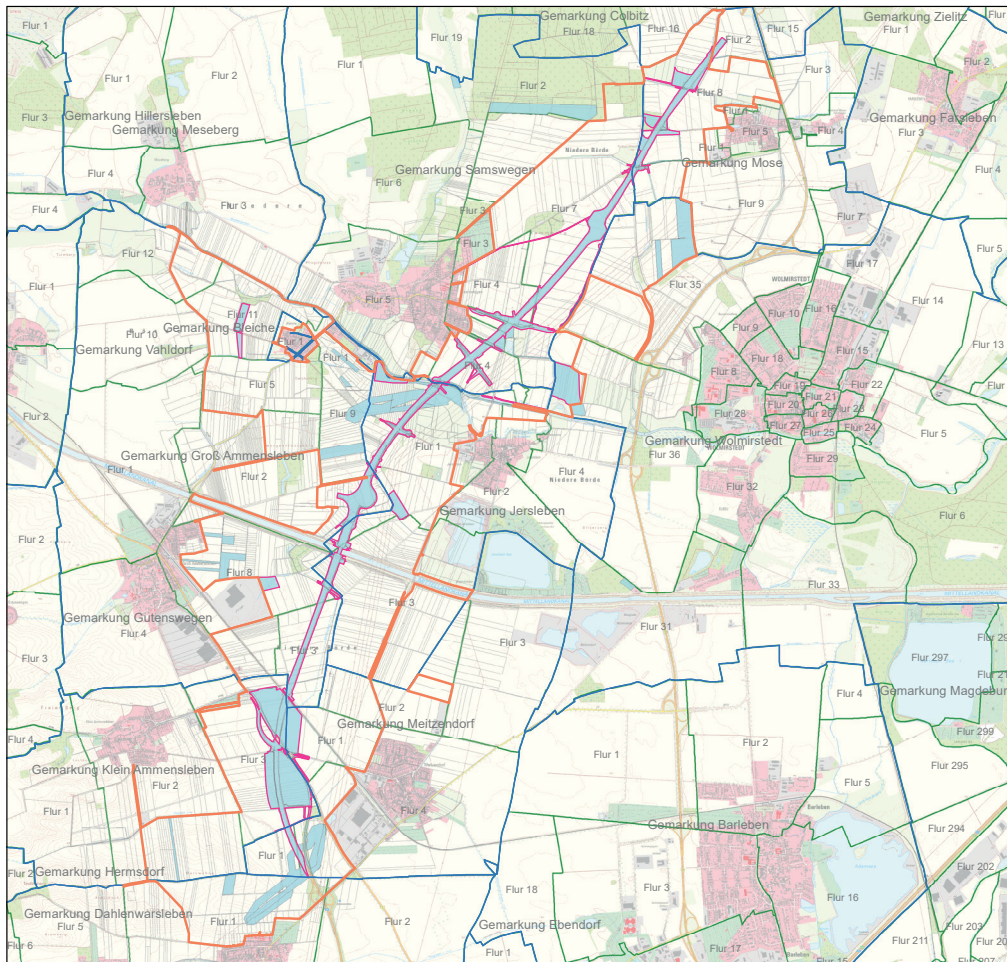 Gemarkung Colbitz
Flur 16
Flur 15
Gemarkung Zielitz
Flur 1
Flur 1
Flur 18
Flur 19
Flur 2
Flur 1
Flur 1
Flur 2
Flur 3
Flur 2
Flur 2
Flur 8
Flur 3
Gemarkung Hillersleben
Gemarkung Meseberg
Flur 5
Flur 4
Gemarkung Farsleben
Flur 3
Niedere Börde
Gemarkung Mose
Gemarkung Samswegen
Flur 4
Flur 6
Flur 4
Flur 4
Flur 3
Flur 7
Flur 9
Flur 7
Flur 3
Flur 12
Flur 5
Flur 17
Flur 1
Flur 5
Flur 4
Flur 35
WOLMIRSTEDT
Flur 14
Flur 11
Flur 10
Flur 16
Gemarkung Bleiche
Flur 9
Flur 1
Flur 1
Gemarkung Vahldorf
Flur 15
Flur 13
Flur 18
Flur 4
Flur 8
Flur 5
Flur 19
Flur 22
Flur 21
Flur 20
Flur 9
Flur 28
Flur 26
Flur 23
Flur 2
Flur 27
Flur 25
Flur 24
Flur 5
Gemarkung Wolmirstedt
Flur 1
Flur 36
WOLMIRSTEDT
Gemarkung Groß Ammensleben
Flur 29
Flur 1
Flur 4
Niedere Börde
Flur 2
Flur 32
Flur 2
Gemarkung Jersleben
Flur 6
Flur 2
Flur 8
Flur 33
MITTELLANDKANAL
Flur 3
Gemarkung Gutenswegen
Flur 4
Flur 31
Flur 3
Flur 3
Flur 3
Flur 297
Gemarkung Magdebur
Flur 4
Flur 2
Gemarkung Meitzendorf
Flur 299
Flur 4
Flur 1
Flur 1
Flur 2
Flur 3
Flur 295
Gemarkung Klein Ammensleben
Flur 2
Flur 5
Flur 1
Flur 4
Barleben
Gemarkung Barleben
Flur 294
Flur 1
Flur 2
Gemarkung Hermsdorf
Flur 202
Flur 18
Flur 3
Flur 16
Gemarkung Dahlenwarsleben
Flur 5
Flur 1
Flur 2
Gemarkung Ebendorf
Flur 203
Flur 6
Flur 1
Flur 17
Barleben
Flur 211